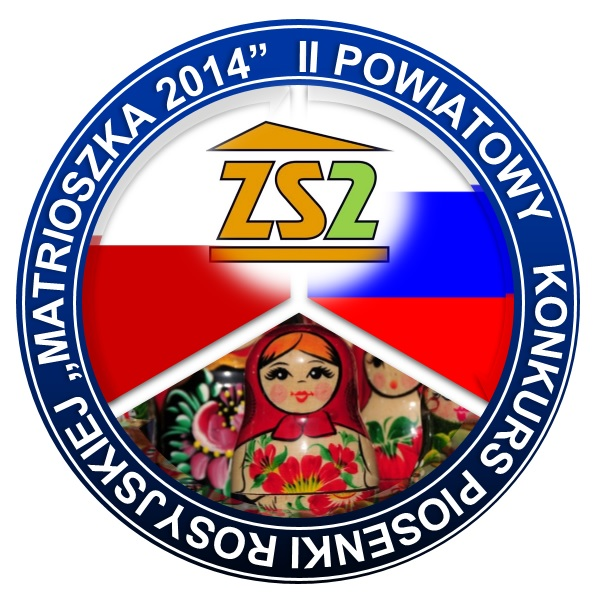 II POWIATOWY KONKURS PIOSENKI ROSYJSKIEJ „MATRIOSZKA 2014”
ZS2